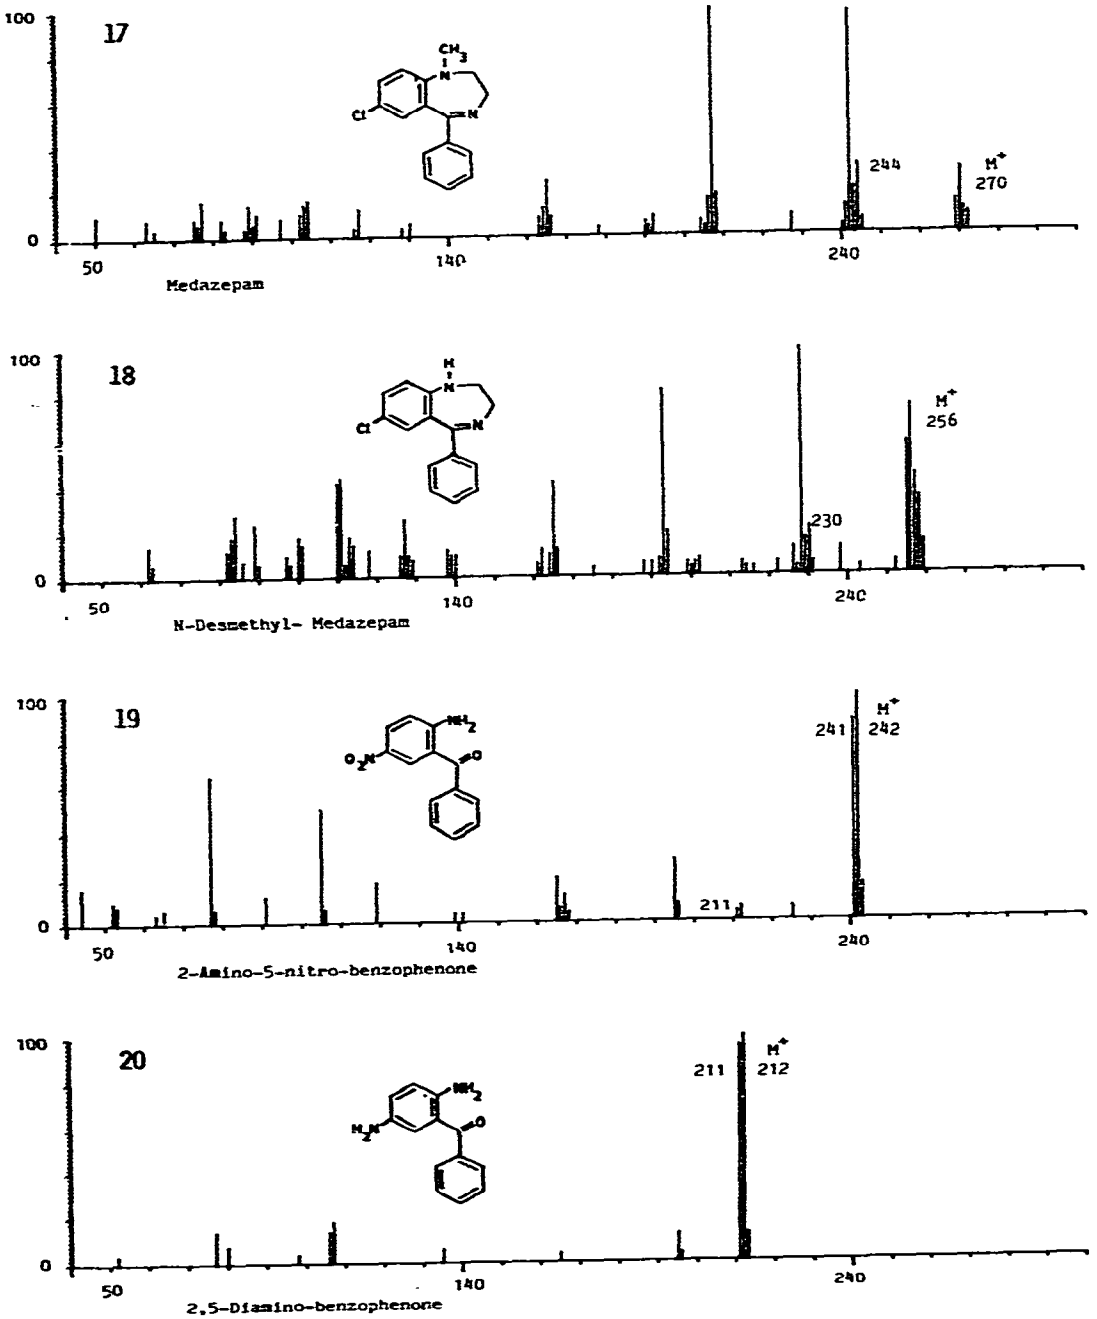 100
17
CH3
N
Cl
N
244
M+
270
0
50
140
240
Medazepam
100
18
H
N
Cl
N
M+
256
230
0
50
140
240
N-Desmethyl- Medazepam
100
19
NH2
O2N
O
241
M+
242
211
0
50
140
240
2-Amino-5-nitro-benzophenone
100
20
NH2
H2N
O
211
M+
212
0
50
140
240
2,5-Diamino-benzophenone